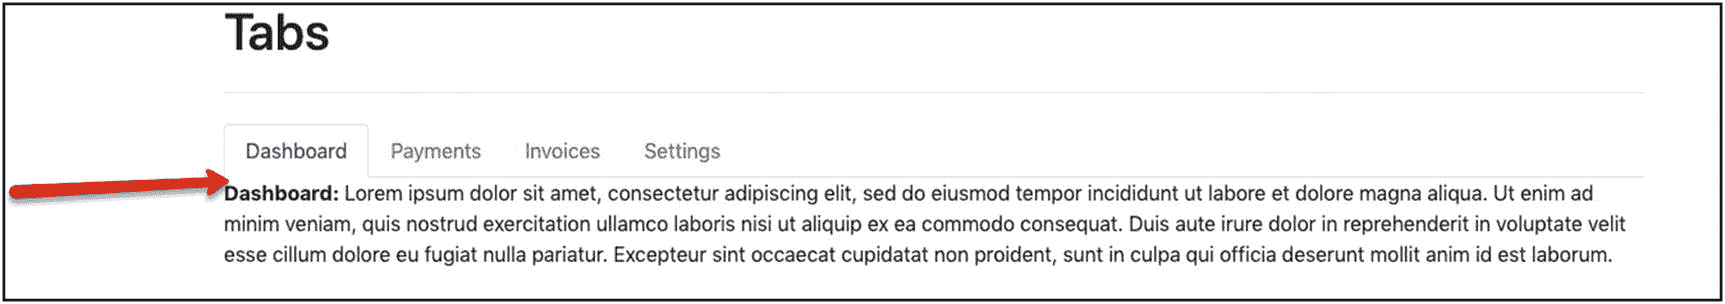 Tabs
Dashboard Payments Invoices Settings
Dashboard: Lorem ipsum dolor sit amet, consectetur adipiscing elit, sed do eiusmod tempor incididunt ut labore et dolore magna aliqua. Ut enim ad
minim veniam, quis nostrud exercitation ullamco laboris nisi ut aliquip ex ea commodo consequat. Duis aute irure dolor in reprehenderit in voluptate velit
esse cillum dolore eu fugiat nulla pariatur. Excepteur sint occaecat cupidatat non proident, sunt in culpa qui officia deserunt mollit anim id est laborum.